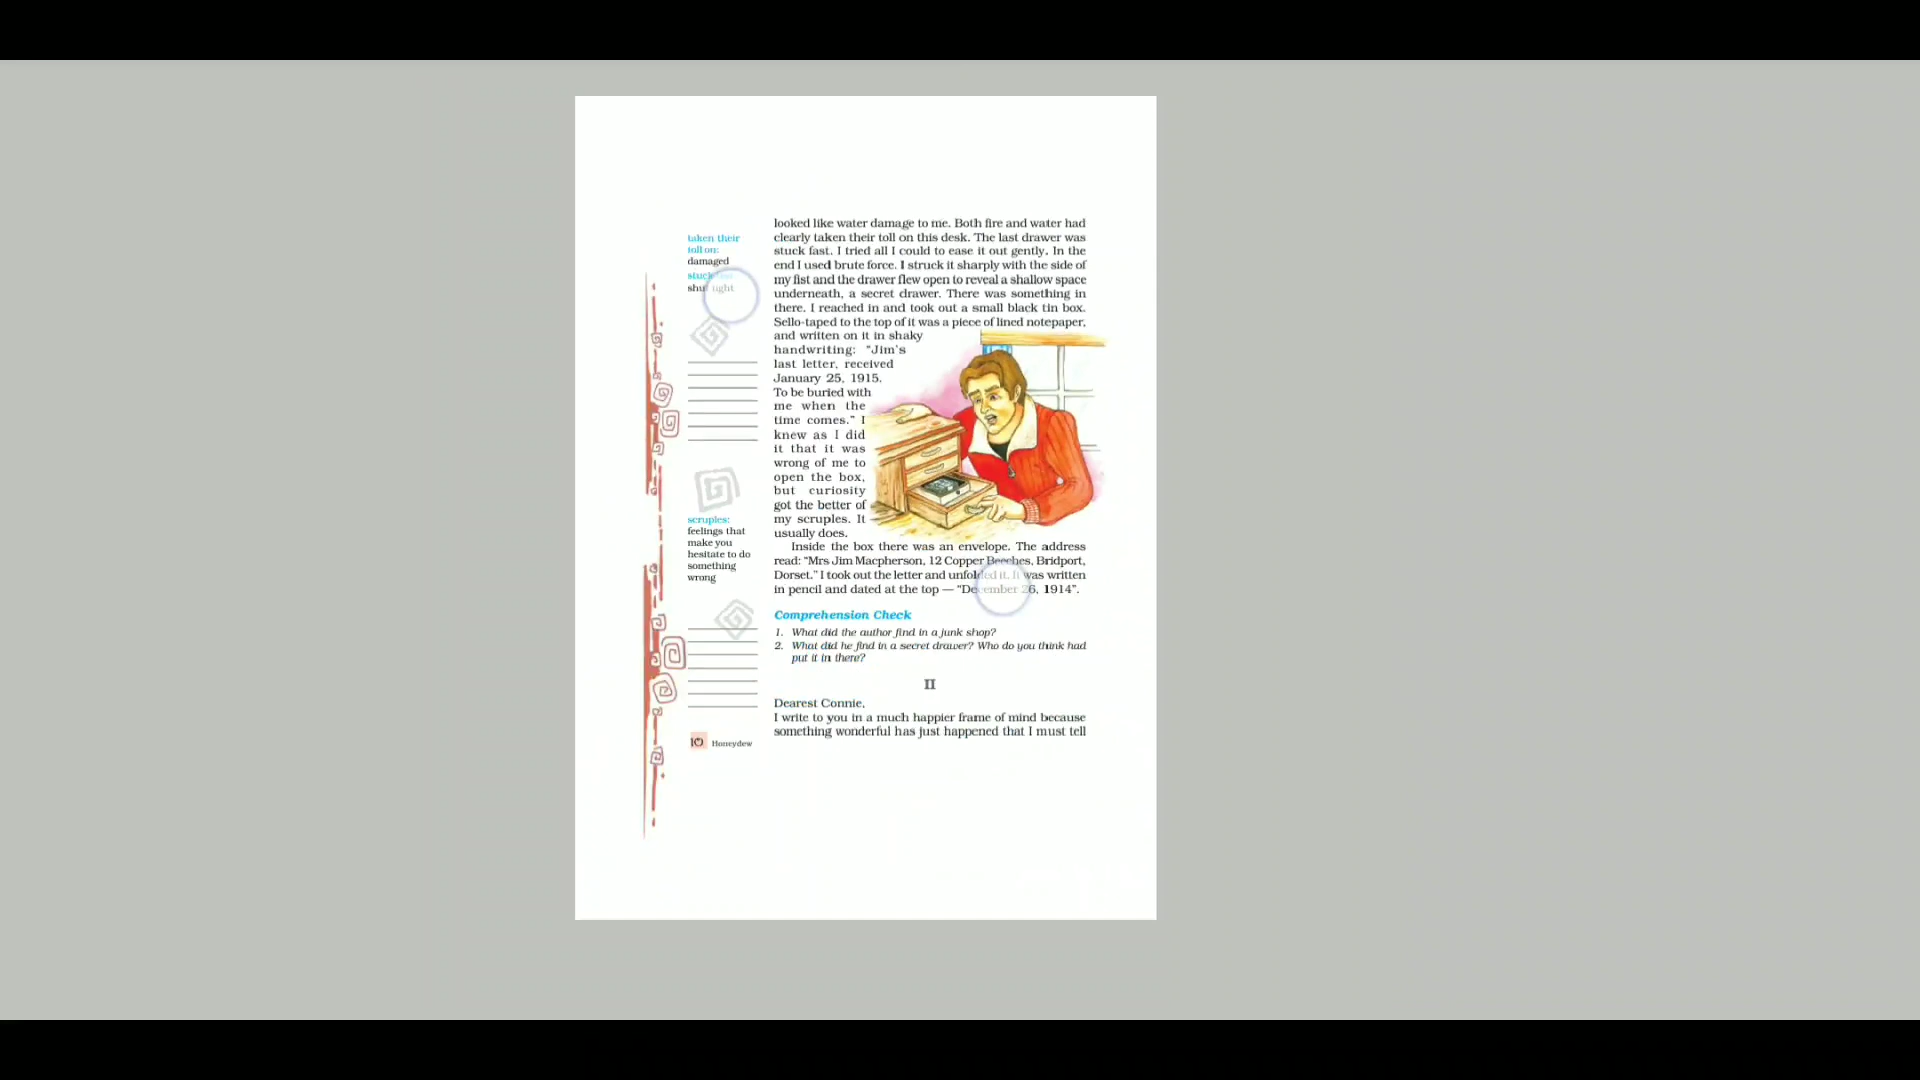 taken their
toll on:
damaged
stuck fast
shut tight
scruples:
feelings that
make you
hesitate to do
something
wrong
10 Honeydew
looked like water damage to me. Both fire and water had
clearly taken their toll on this desk. The last drawer was
stuck fast. I tried all I could to ease it out gently. In the
end I used brute force. I struck it sharply with the side of
my fist and the drawer flew open to reveal a shallow space
underneath, a secret drawer. There was something in
there. I reached in and took out a small black tin box.
Sello-taped to the top of it was a piece of lined notepaper,
and written on it in shaky
handwriting: “Jim's
last letter, received
January 25, 1915.
To be buried with
me when the
time comes.” I
knew as I did
it that it was
wrong of me to
open the box,
but curiosity
got the better of
my scruples. It
usually does.
Inside the box there was an envelope. The address
read: “Mrs Jim Macpherson, 12 Copper Beeches, Bridport,
Dorset.” I took out the letter and unfolded it. It was written
in pencil and dated at the top — “December 26, 1914”.
Comprehension Check
1. What did the author find in a junk shop?
2. What did he find in a secret drawer? Who do you think had
put it in there?
II
Dearest Connie,
I write to you in a much happier frame of mind because
something wonderful has just happened that I must tell